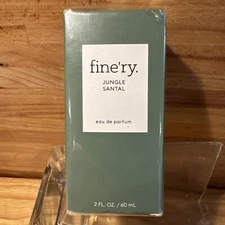 fine'ry.
JUNGLE
SANTAL
eau de parfum
2 FL. OZ. / 60 mL